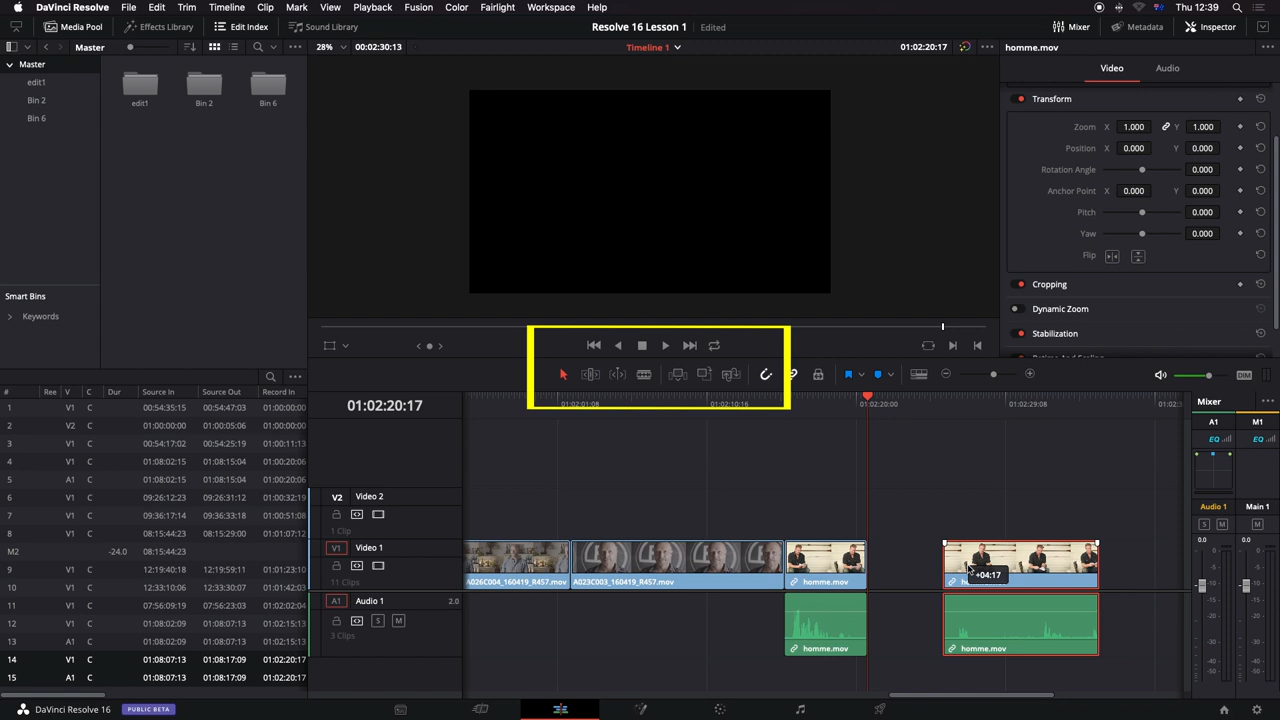 DaVinci Resolve File Edit Trim Timeline Clip Mark View Playback Fusion Color Fairlight Workspace Help Thu 12:39
Media Pool Effects Library Edit Index Sound Library Resolve 16 Lesson 1 Edited Mixer Metadata Inspector
Master 28% 00:02:30:13 Timeline 1 01:02:20:17 homme.mov
Master
edit1
Bin 2
Bin 6
edit1 Bin 2 Bin 6
Smart Bins
Keywords
Video Audio
Transform
Zoom X 1.000 Y 1.000
Position X 0.000 Y 0.000
Rotation Angle 0.000
Anchor Point X 0.000 Y 0.000
Pitch 0.000
Yaw 0.000
Flip
Cropping
Dynamic Zoom
Stabilization
DIM
# Ree V C Dur Source In Source Out Record In
1 V1 C 00:54:35:15 00:54:47:03 01:00:00:00
2 V2 C 01:00:00:00 01:00:05:06 01:00:00:00
3 V1 C 00:54:17:02 00:54:25:19 01:00:11:13
4 V1 C 01:08:02:15 01:08:15:04 01:00:20:06
5 A1 C 01:08:02:15 01:08:15:04 01:00:20:06
6 V1 C 09:26:12:23 09:26:31:12 01:00:32:19
7 V1 C 09:36:17:14 09:36:33:18 01:00:51:08
8 V1 C 08:15:44:23 08:15:29:00 01:01:07:12
M2 -24.0 08:15:44:23
9 V1 C 12:19:40:18 12:19:59:11 01:01:23:10
10 V1 C 12:33:04:20 12:33:30:07 01:01:42:03
11 V1 C 07:56:09:19 07:56:23:03 01:02:02:04
12 V1 C 01:08:02:09 01:08:07:13 01:02:15:13
13 A1 C 01:08:02:09 01:08:07:13 01:02:15:13
14 V1 C 01:08:07:13 01:08:17:09 01:02:20:17
15 A1 C 01:08:07:13 01:08:17:09 01:02:20:17
01:02:20:17
01:02:01:08 01:02:10:16 01:02:20:00 01:02:29:08
V2 Video 2
1 Clip
V1 Video 1
11 Clips
A1 Audio 1 2.0
S M
3 Clips
A026C004_160419_R457.mov A023C003_160419_R457.mov homme.mov
+04:17
homme.mov homme.mov
Mixer
A1 M1
EQ EQ
Audio 1 Main 1
S M M
0.0 0.0
DaVinci Resolve 16 PUBLIC BETA